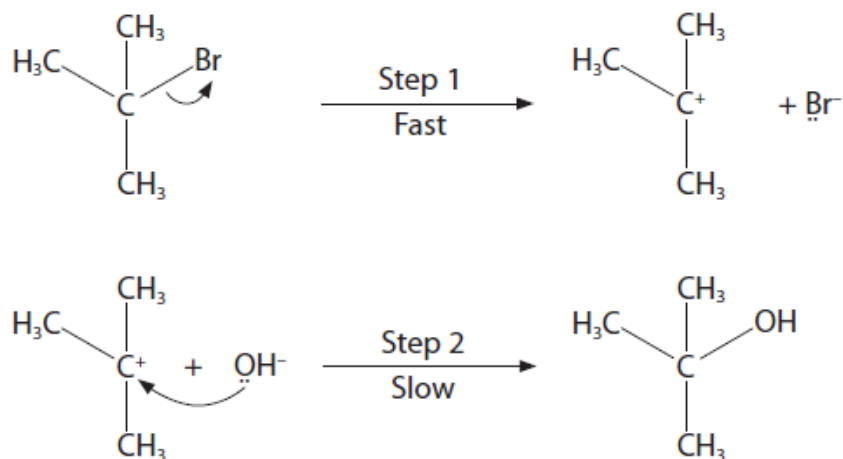 CH₃ CH₃
H₃C Br Step 1 H₃C
C Fast C⁺ + Br⁻
CH₃ CH₃
CH₃ CH₃
H₃C Step 2 H₃C OH
C⁺ + OH⁻ Slow C
CH₃ CH₃